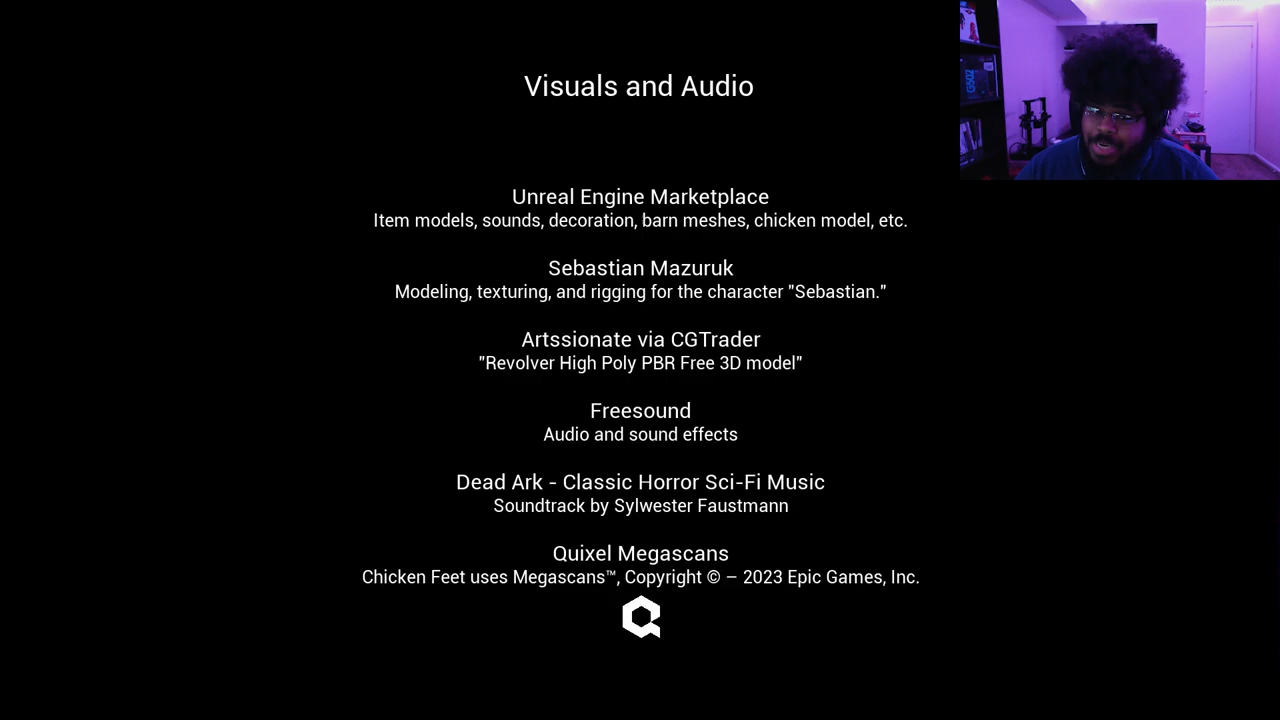 Visuals and Audio
Unreal Engine Marketplace
Item models, sounds, decoration, barn meshes, chicken model, etc.
Sebastian Mazuruk
Modeling, texturing, and rigging for the character "Sebastian."
Artssionate via CGTrader
"Revolver High Poly PBR Free 3D model"
Freesound
Audio and sound effects
Dead Ark - Classic Horror Sci-Fi Music
Soundtrack by Sylwester Faustmann
Quixel Megascans
Chicken Feet uses Megascans™, Copyright © – 2023 Epic Games, Inc.
G502